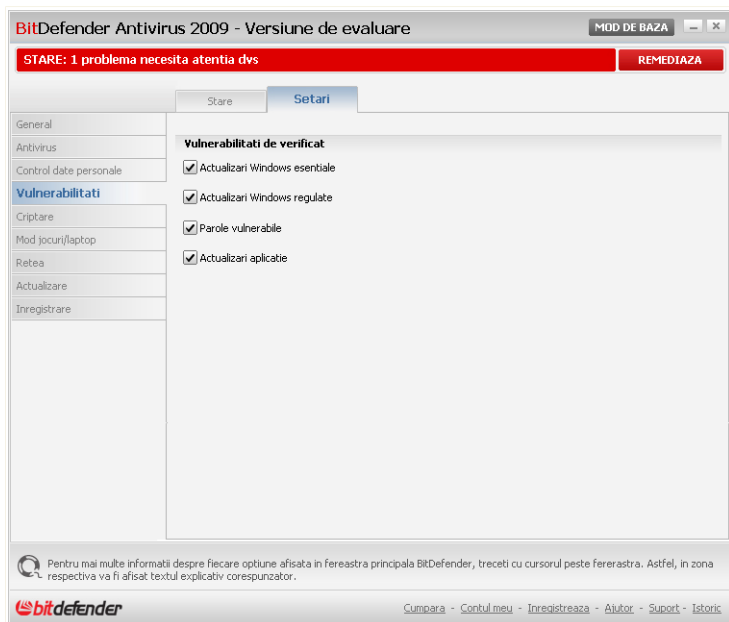 BitDefender Antivirus 2009 - Versiune de evaluare
MOD DE BAZA
STARE: 1 problema necesita atentia dvs
REMEDIAZA
Stare
Setari
General
Antivirus
Control date personale
Vulnerabilitati
Criptare
Mod jocuri/laptop
Retea
Actualizare
Inregistrare
Vulnerabilitati de verificat
Actualizari Windows esentiale
Actualizari Windows regulate
Parole vulnerabile
Actualizari aplicatie
Pentru mai multe informatii despre fiecare optiune afisata in fereastra principala BitDefender, treceti cu cursorul peste fererastra. Astfel, in zona
respectiva va fi afisat textul explicativ corespunzator.
bitdefender
Cumpara - Contul meu - Inregistreaza - Ajutor - Suport - Istoric